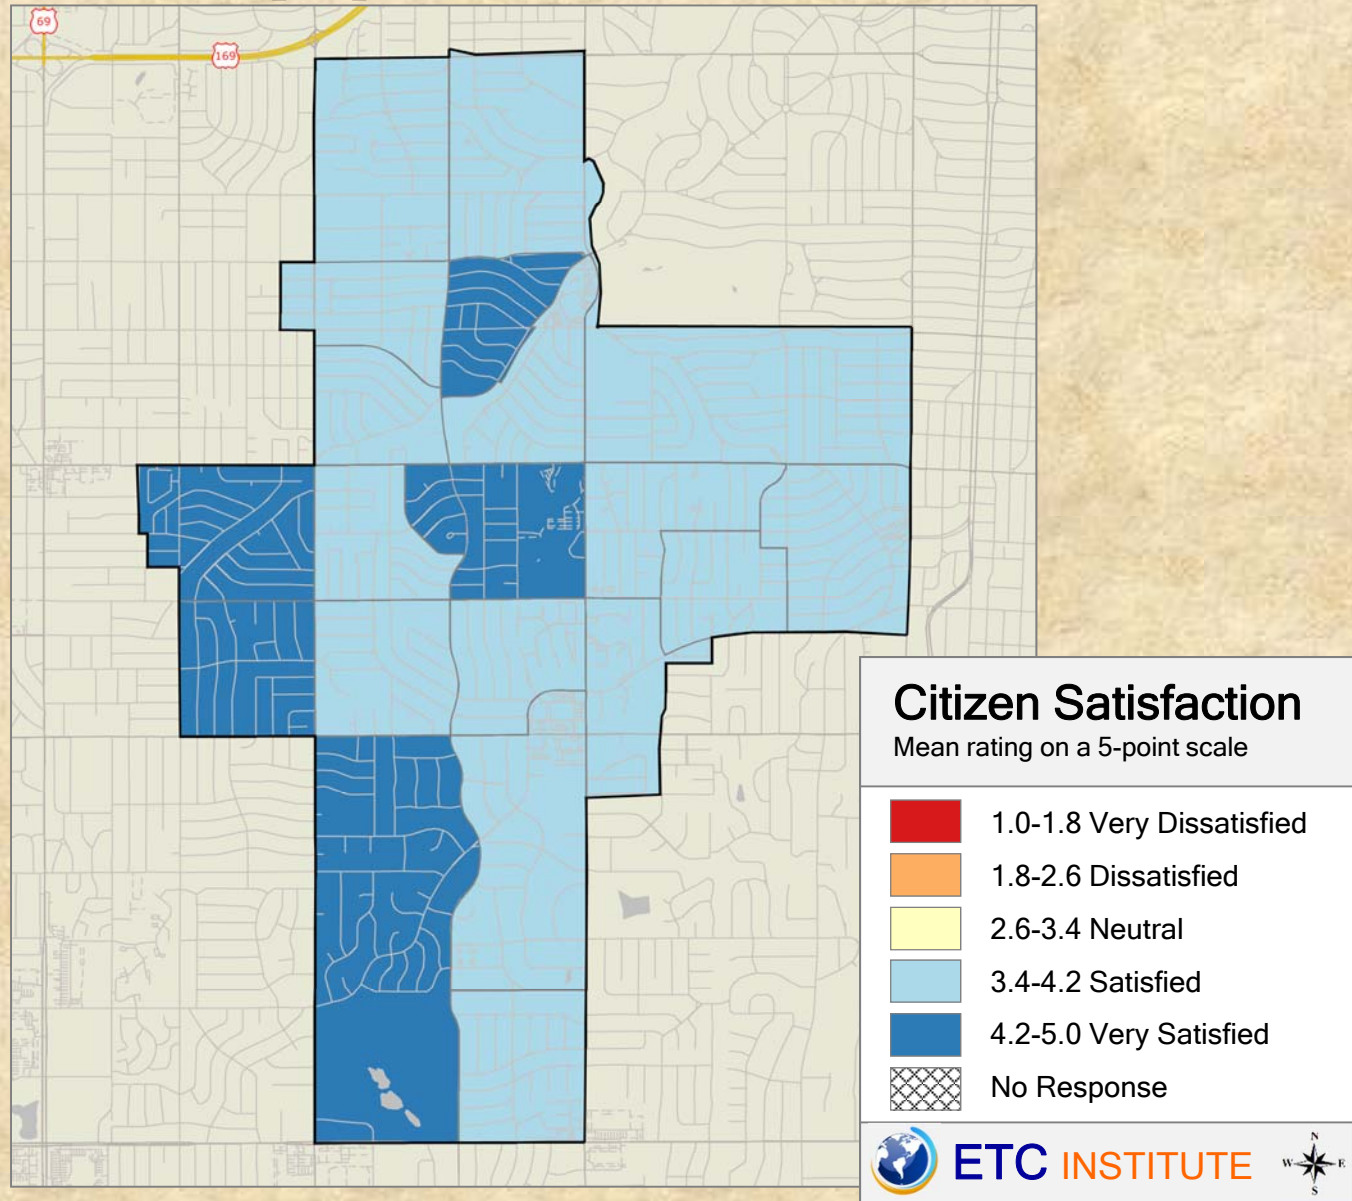 69
169
Citizen Satisfaction
Mean rating on a 5-point scale
1.0-1.8 Very Dissatisfied
1.8-2.6 Dissatisfied
2.6-3.4 Neutral
3.4-4.2 Satisfied
4.2-5.0 Very Satisfied
No Response
ETC INSTITUTE
N
W E
S